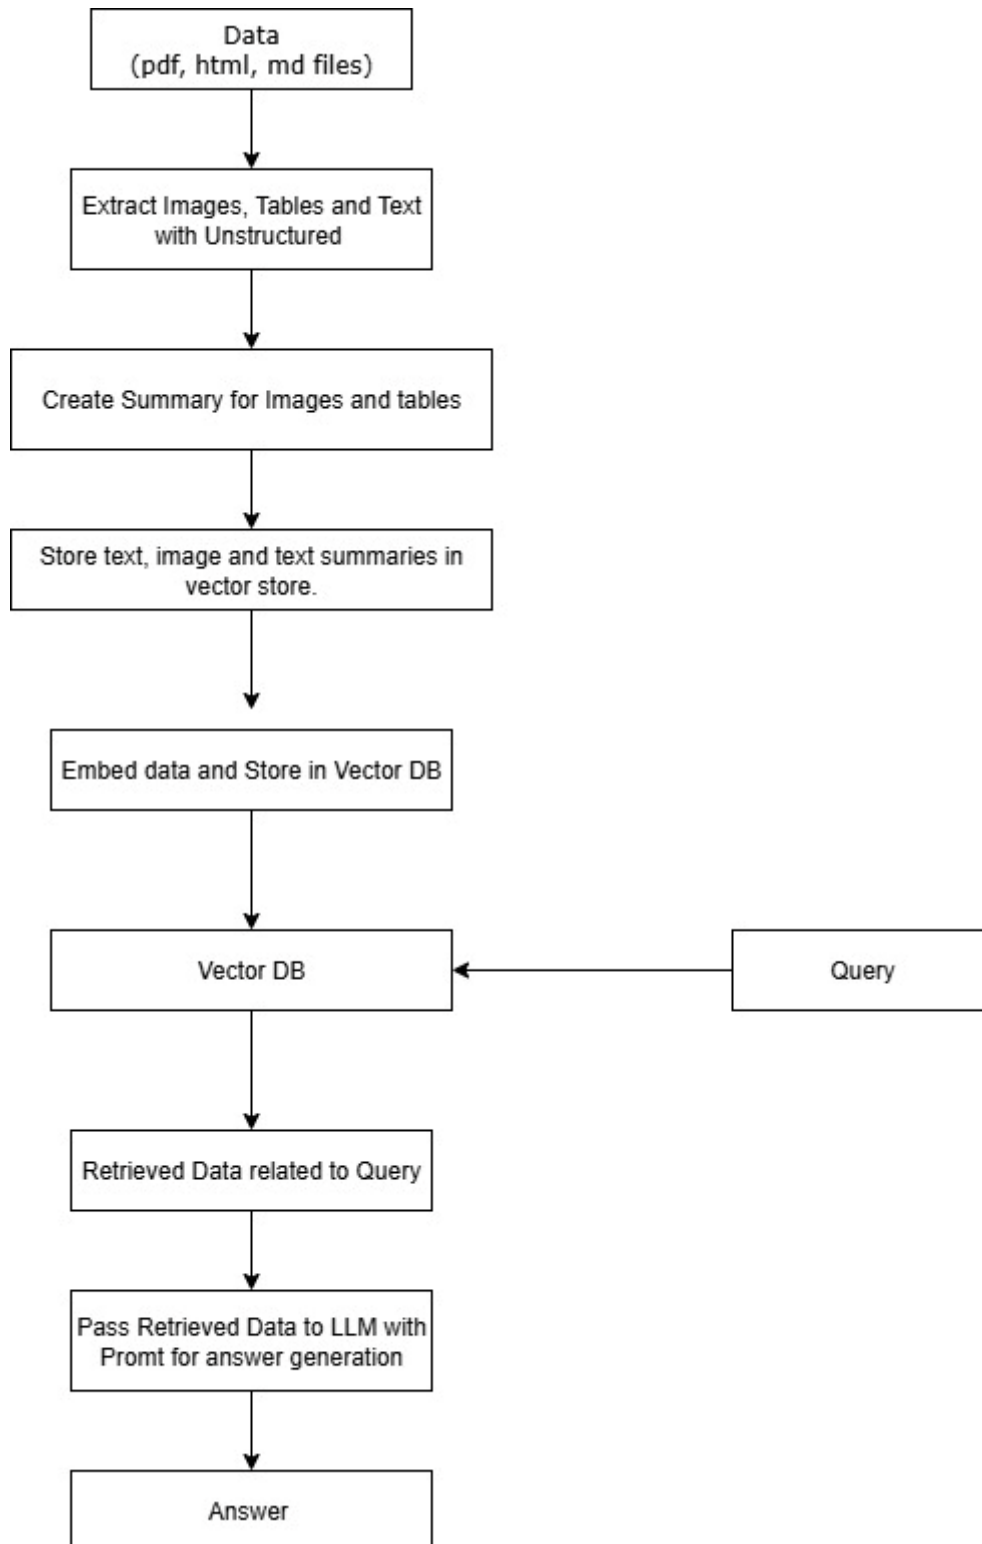 Data
(pdf, html, md files)
Extract Images, Tables and Text
with Unstructured
Create Summary for Images and tables
Store text, image and text summaries in
vector store.
Embed data and Store in Vector DB
Vector DB
Query
Retrieved Data related to Query
Pass Retrieved Data to LLM with
Promt for answer generation
Answer